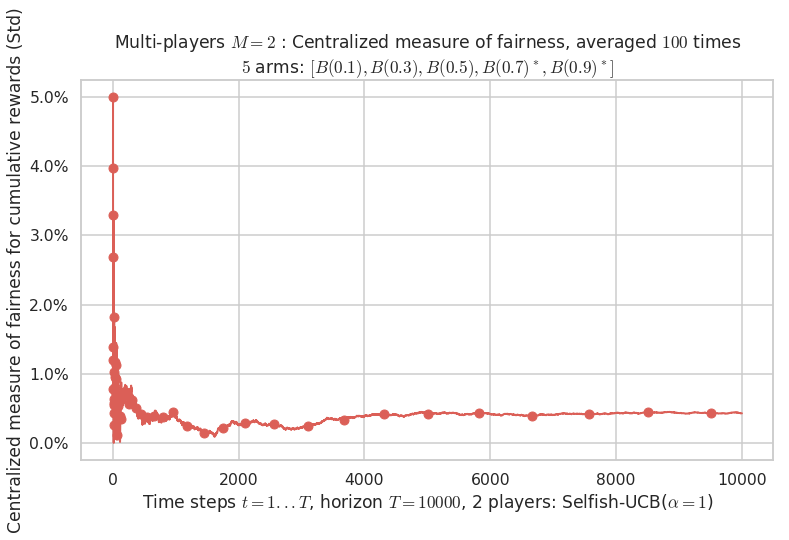 Multi-players M = 2 : Centralized measure of fairness, averaged 100 times
5 arms: [B(0.1), B(0.3), B(0.5), B(0.7)*, B(0.9)*]
Centralized measure of fairness for cumulative rewards (Std)
5.0%
4.0%
3.0%
2.0%
1.0%
0.0%
0 2000 4000 6000 8000 10000
Time steps t = 1...T, horizon T = 10000, 2 players: Selfish-UCB(α = 1)